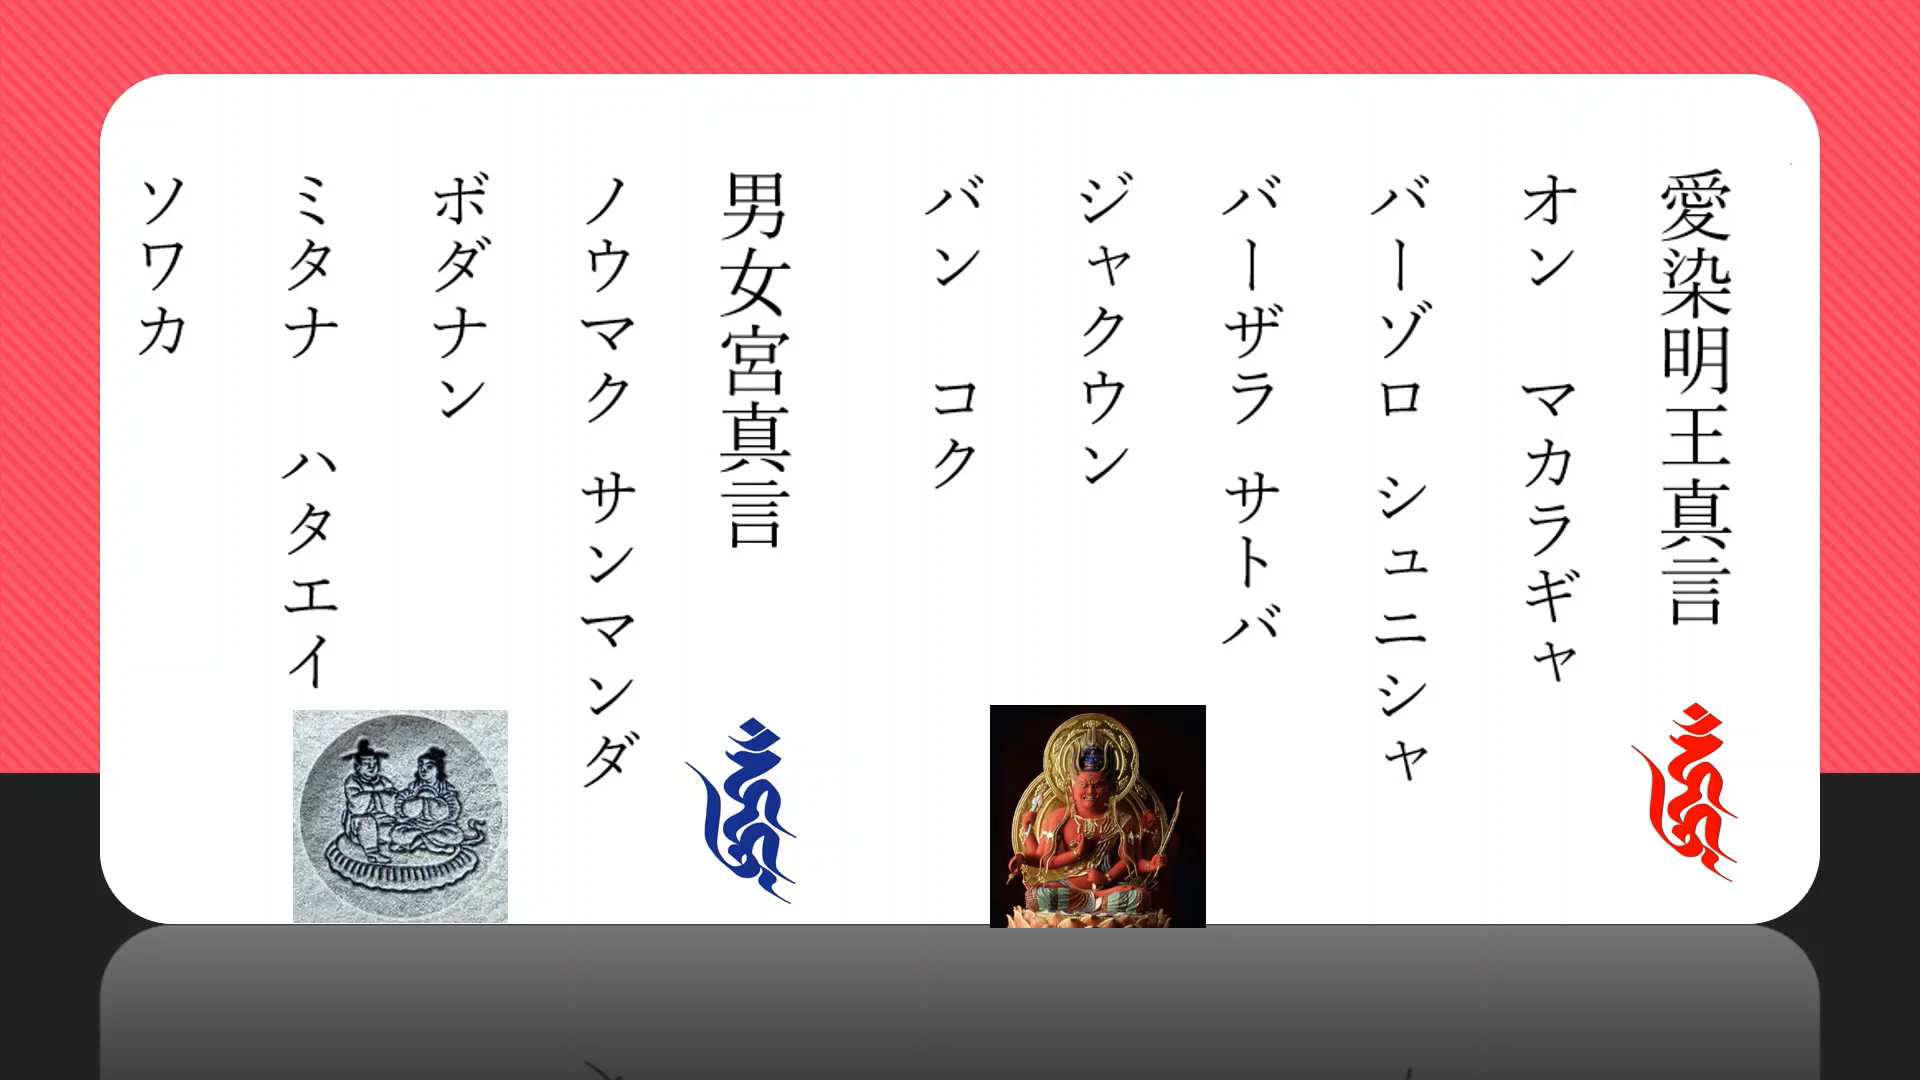 愛染明王真言
オン　マカラギャ
バーゾロ　シュニシャ
バーザラ　サトバ
ジャクウン
バン　コク
男女宮真言
ノウマク　サンマンダ
ボダナン
ミタナ　ハタエイ
ソワカ